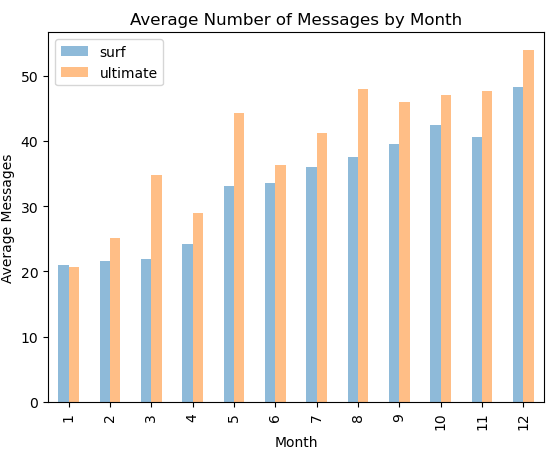 Average Number of Messages by Month
surf
ultimate
Average Messages
50
40
30
20
10
0
1 2 3 4 5 6 7 8 9 10 11 12
Month